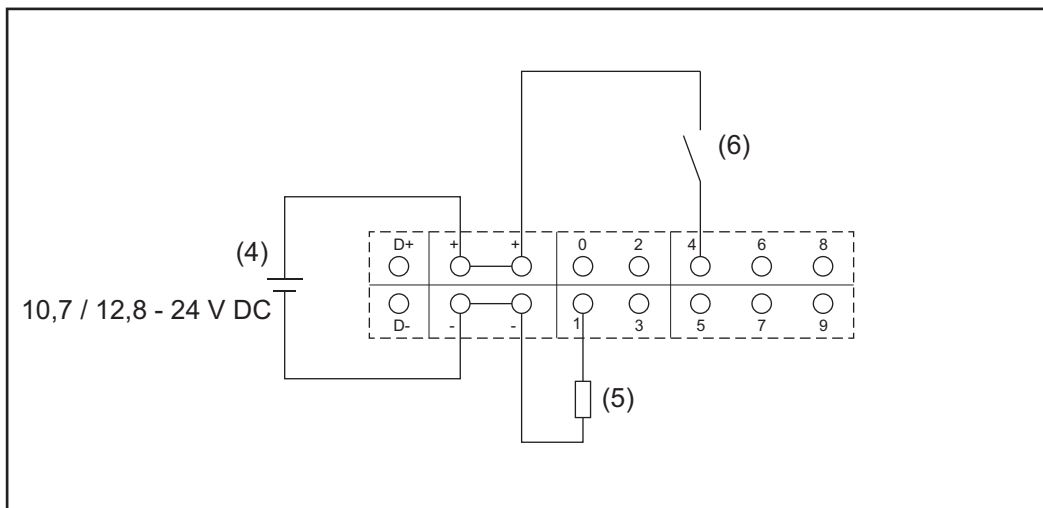 (6)
(4)
10,7 / 12,8 - 24 V DC
D+ + + 0 2 4 6 8
D- - - 1 3 5 7 9
(5)